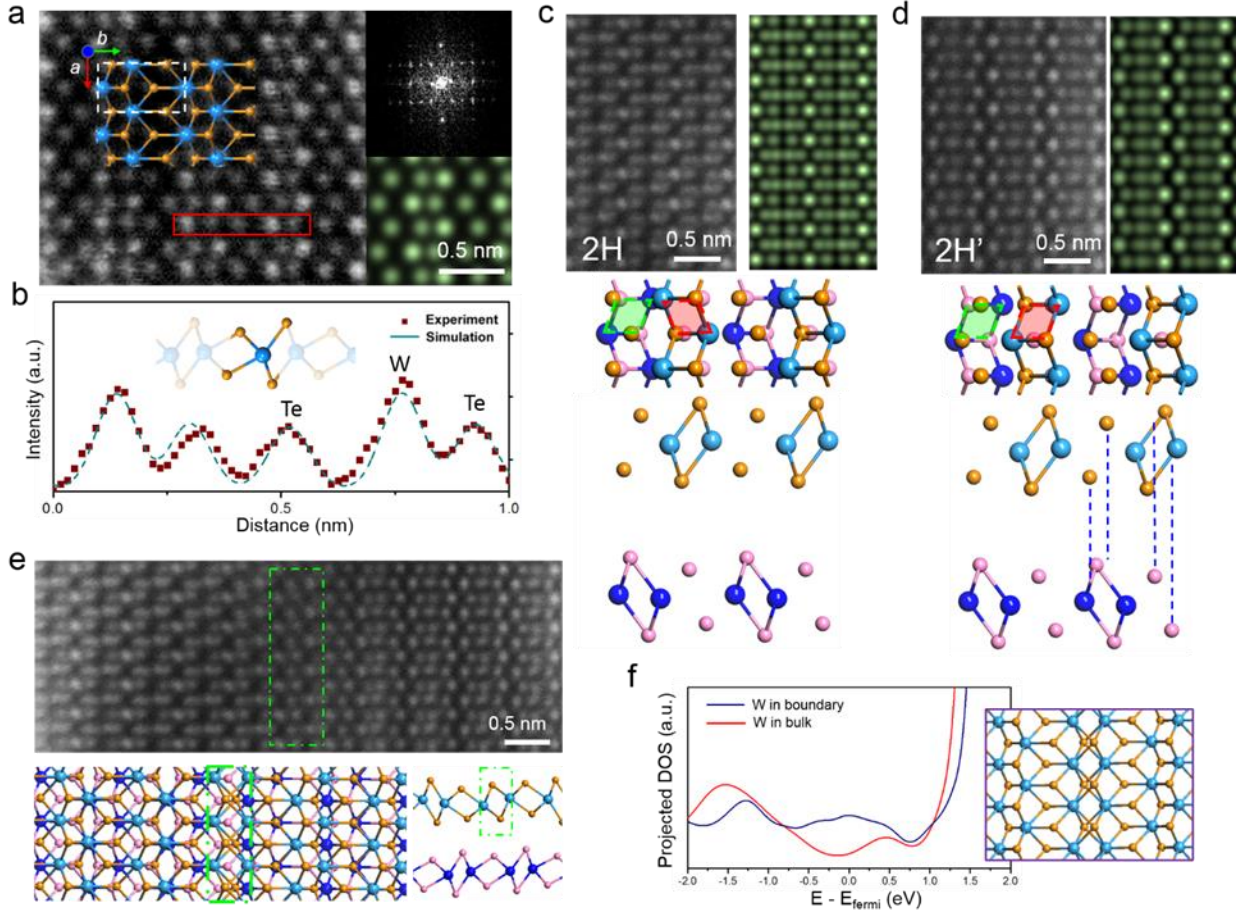 a
b
a
0.5 nm
b
Experiment
Simulation
W
Te
Te
Intensity (a.u.)
0.0 0.5 1.0
Distance (nm)
c
2H
0.5 nm
d
2H’
0.5 nm
e
0.5 nm
f
W in boundary
W in bulk
Projected DOS (a.u.)
-2.0 -1.5 -1.0 -0.5 0.0 0.5 1.0 1.5 2.0
E - Efermi (eV)